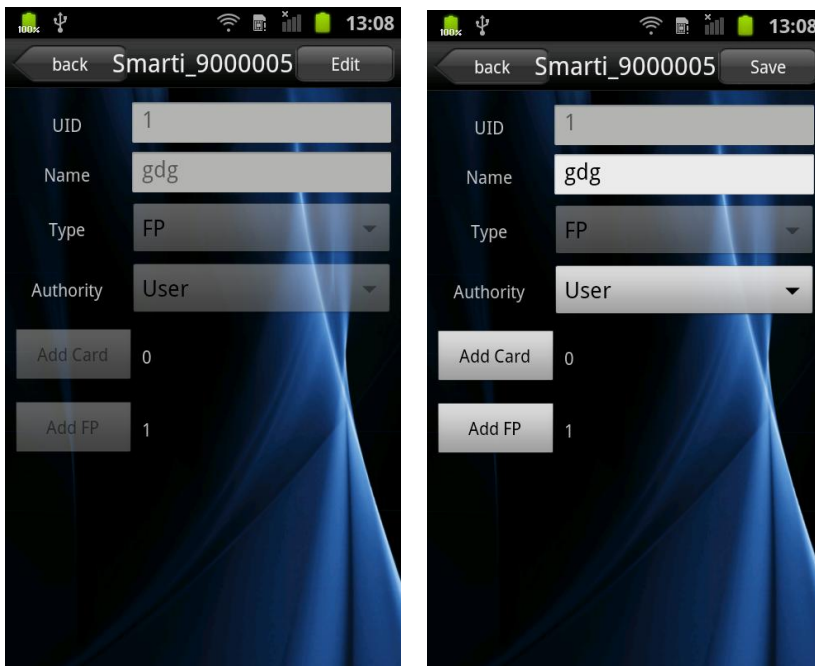 100% 13:08
back Smarti_9000005 Edit
UID 1
Name gdg
Type FP
Authority User
Add Card 0
Add FP 1
100% 13:08
back Smarti_9000005 Save
UID 1
Name gdg
Type FP
Authority User
Add Card 0
Add FP 1